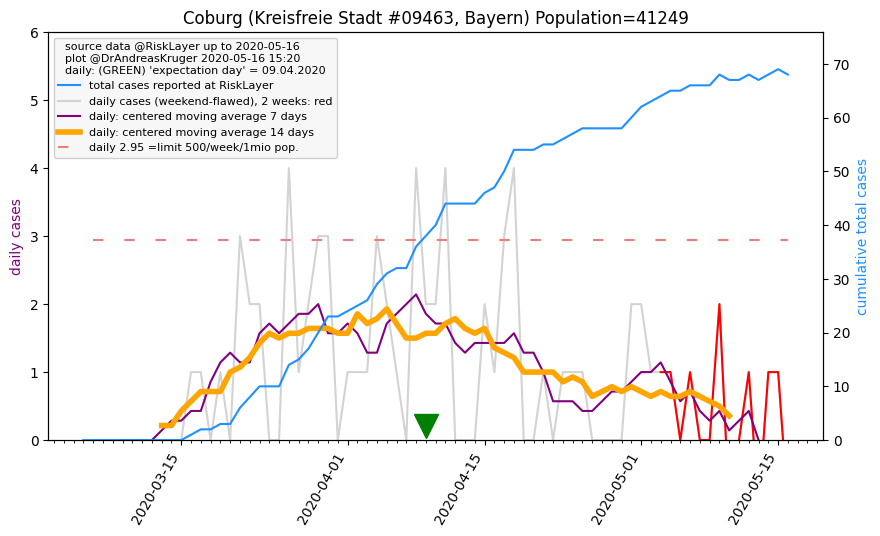 Coburg (Kreisfreie Stadt #09463, Bayern) Population=41249
source data @RiskLayer up to 2020-05-16
plot @DrAndreasKruger 2020-05-16 15:20
daily: (GREEN) 'expectation day' = 09.04.2020
total cases reported at RiskLayer
daily cases (weekend-flawed), 2 weeks: red
daily: centered moving average 7 days
daily: centered moving average 14 days
daily 2.95 =limit 500/week/1mio pop.
daily cases
6
5
4
3
2
1
0
cumulative total cases
70
60
50
40
30
20
10
0
2020-03-15
2020-04-01
2020-04-15
2020-05-01
2020-05-15